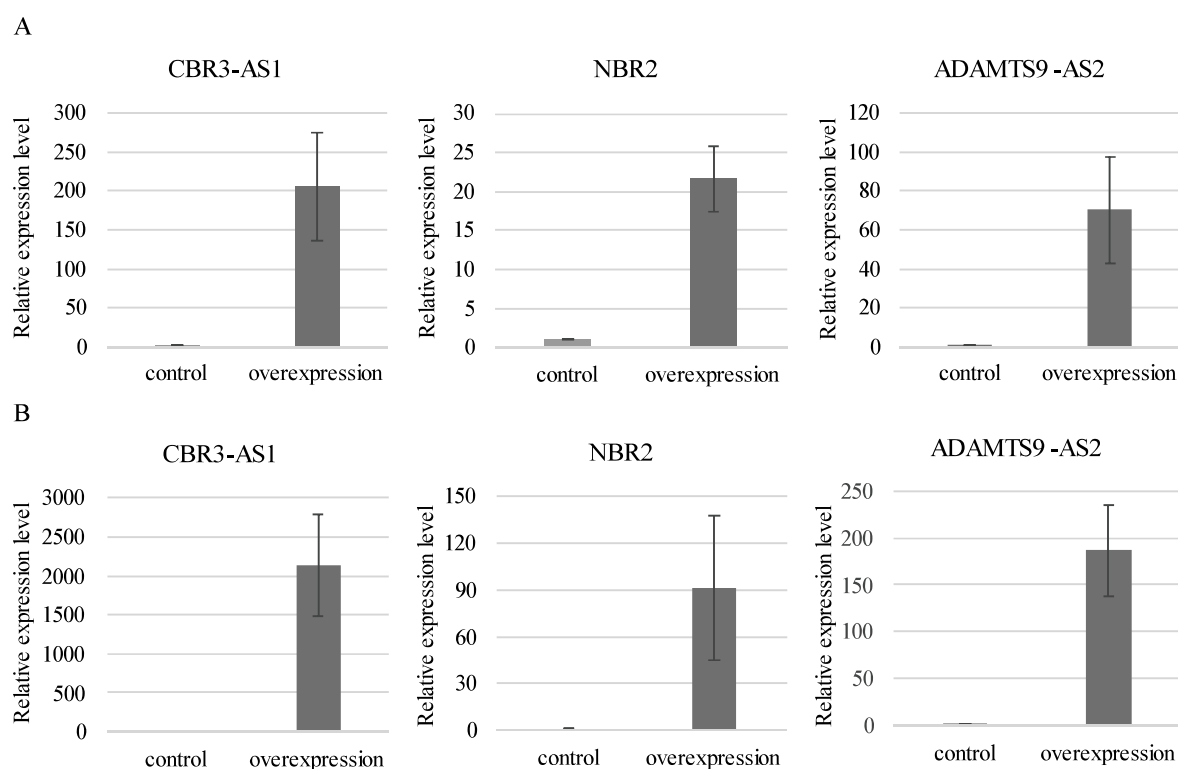 A
CBR3-AS1
NBR2
ADAMTS9 -AS2
Relative expression level
300
250
200
150
100
50
0
control
overexpression
Relative expression level
30
25
20
15
10
5
0
control
overexpression
Relative expression level
120
100
80
60
40
20
0
control
overexpression
B
CBR3-AS1
NBR2
ADAMTS9 -AS2
Relative expression level
3000
2500
2000
1500
1000
500
0
control
overexpression
Relative expression level
150
120
90
60
30
0
control
overexpression
Relative expression level
250
200
150
100
50
0
control
overexpression